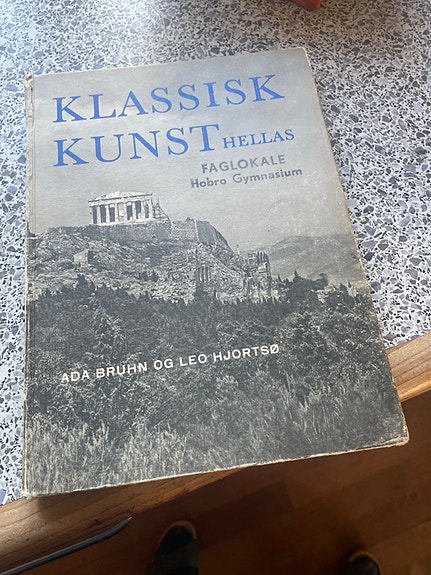 KLASSISK
KUNST HELLAS
FAGLOKALE
Hobro Gymnasium
ADA BRUHN OG LEO HJORTSØ